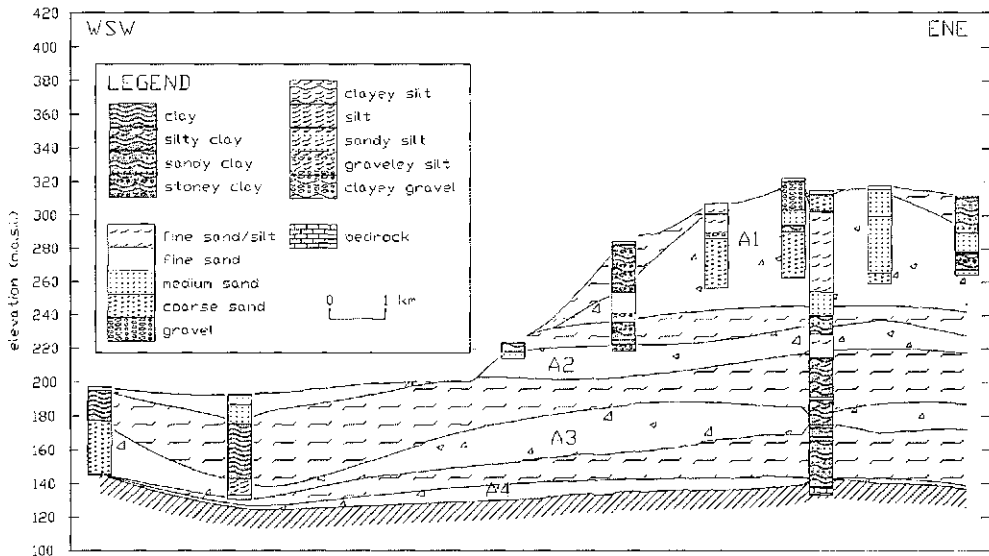 WSW
ENE
LEGEND
clay
silty clay
sandy clay
stoney clay
clayey silt
silt
sandy silt
graveley silt
clayey gravel
fine sand/silt
fine sand
medium sand
coarse sand
gravel
bedrock
0 1 km
elevation (m.a.s.l.)
420
400
380
360
340
320
300
280
260
240
220
200
180
160
140
120
100
A1
A2
A3
A4